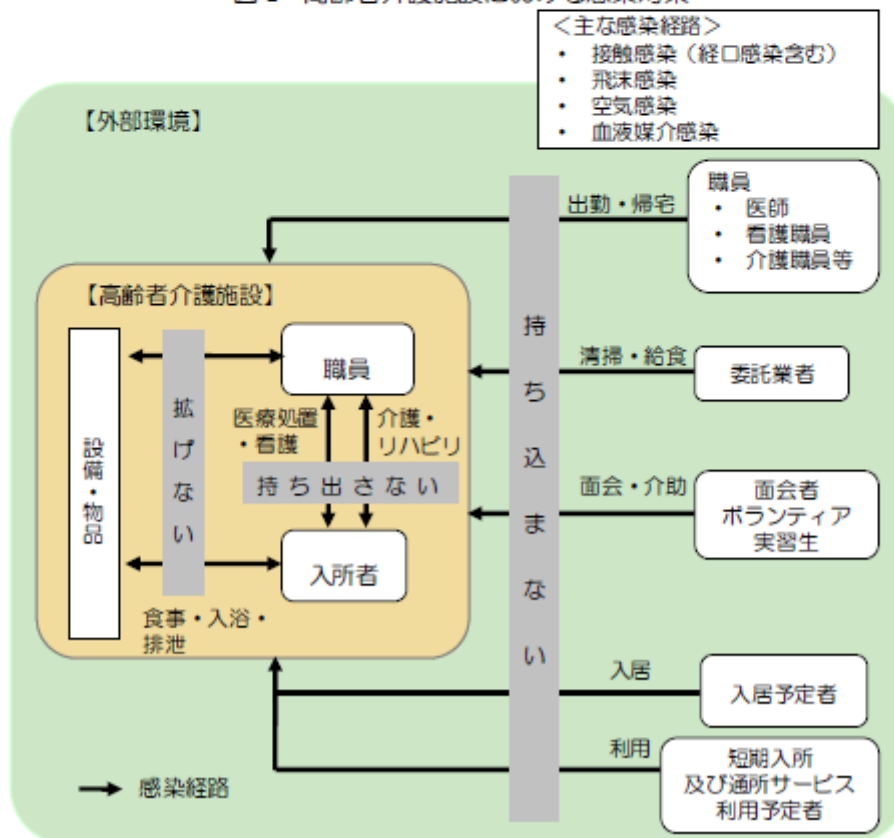 ＜主な感染経路＞
・ 接触感染（経口感染含む）
・ 飛沫感染
・ 空気感染
・ 血液媒介感染
【外部環境】
職員
・ 医師
・ 看護職員
・ 介護職員等
出勤・帰宅
【高齢者介護施設】
職員
拡げない
設備・物品
医療処置
・看護
介護・
リハビリ
持ち出さない
入所者
食事・入浴・
排泄
持ち込まない
清掃・給食
委託業者
面会・介助
面会者
ボランティア
実習生
入居
入居予定者
利用
短期入所
及び通所サービス
利用予定者
感染経路